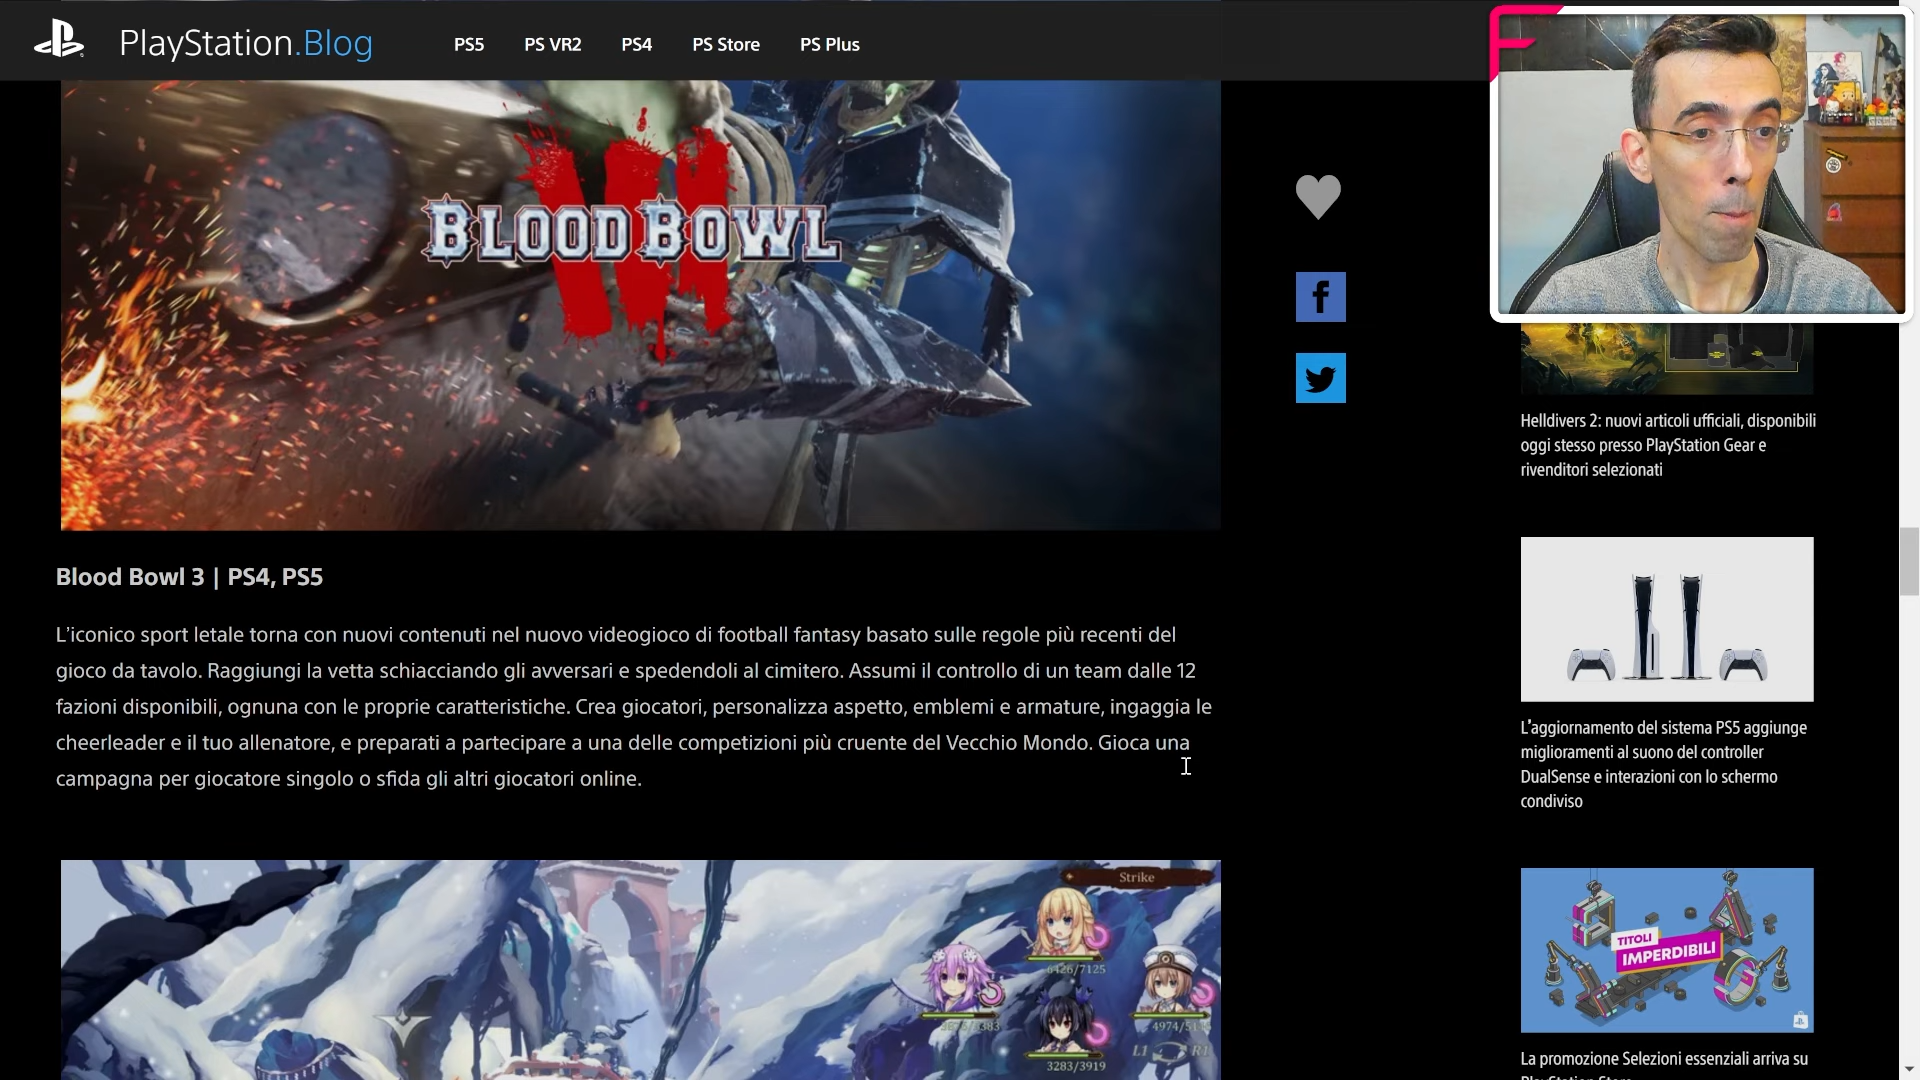 PlayStation.Blog
PS5
PS VR2
PS4
PS Store
PS Plus
BLOOD BOWL
Blood Bowl 3 | PS4, PS5
L'iconico sport letale torna con nuovi contenuti nel nuovo videogioco di football fantasy basato sulle regole più recenti del
gioco da tavolo. Raggiungi la vetta schiacciando gli avversari e spedendoli al cimitero. Assumi il controllo di un team dalle 12
fazioni disponibili, ognuna con le proprie caratteristiche. Crea giocatori, personalizza aspetto, emblemi e armature, ingaggia le
cheerleader e il tuo allenatore, e preparati a partecipare a una delle competizioni più cruente del Vecchio Mondo. Gioca una
campagna per giocatore singolo o sfida gli altri giocatori online.
Strike
6426/7125
3283/3919
L1
R1
Helldivers 2: nuovi articoli ufficiali, disponibili
oggi stesso presso PlayStation Gear e
rivenditori selezionati
L'aggiornamento del sistema PS5 aggiunge
miglioramenti al suono del controller
DualSense e interazioni con lo schermo
condiviso
TITOLI
IMPERDIBILI
La promozione Selezioni essenziali arriva su